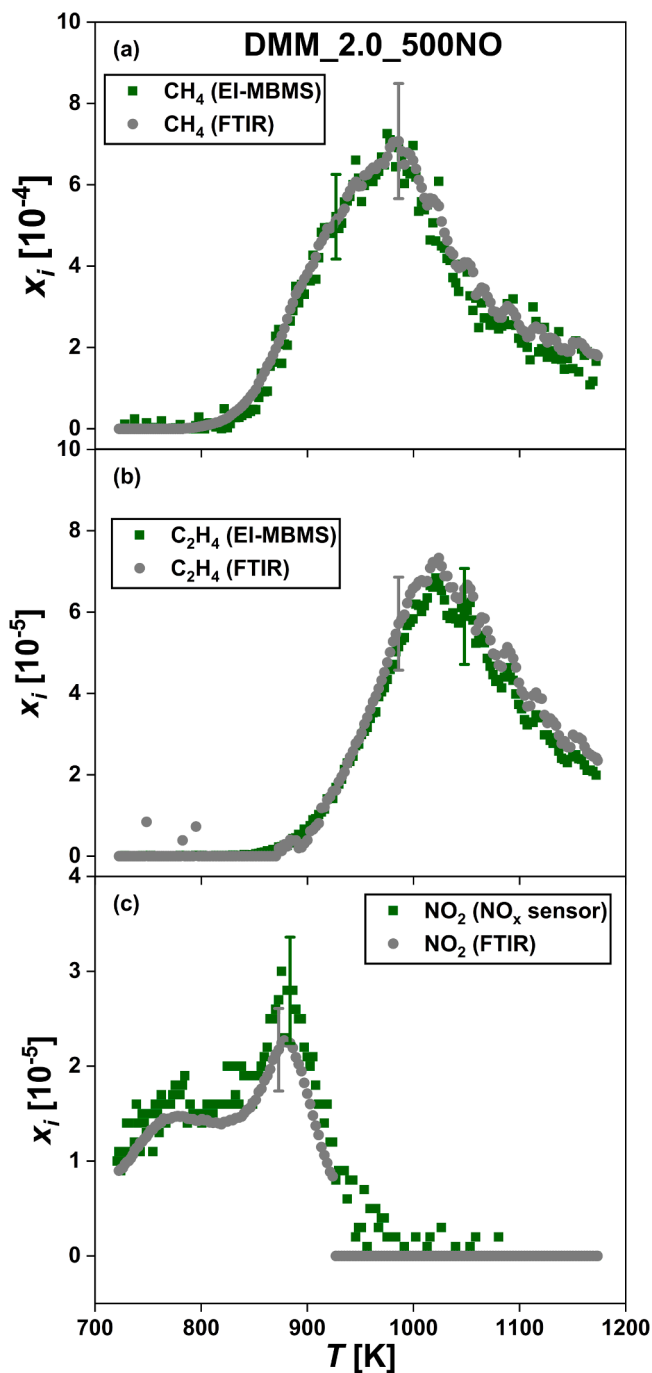 DMM_2.0_500NO
(a)
CH₄ (EI-MBMS)
CH₄ (FTIR)
10
8
6
4
2
0
xᵢ [10⁻⁴]
(b)
C₂H₄ (EI-MBMS)
C₂H₄ (FTIR)
10
8
6
4
2
0
xᵢ [10⁻⁵]
(c)
NO₂ (NOₓ sensor)
NO₂ (FTIR)
4
3
2
1
0
xᵢ [10⁻⁵]
700 800 900 1000 1100 1200
T [K]